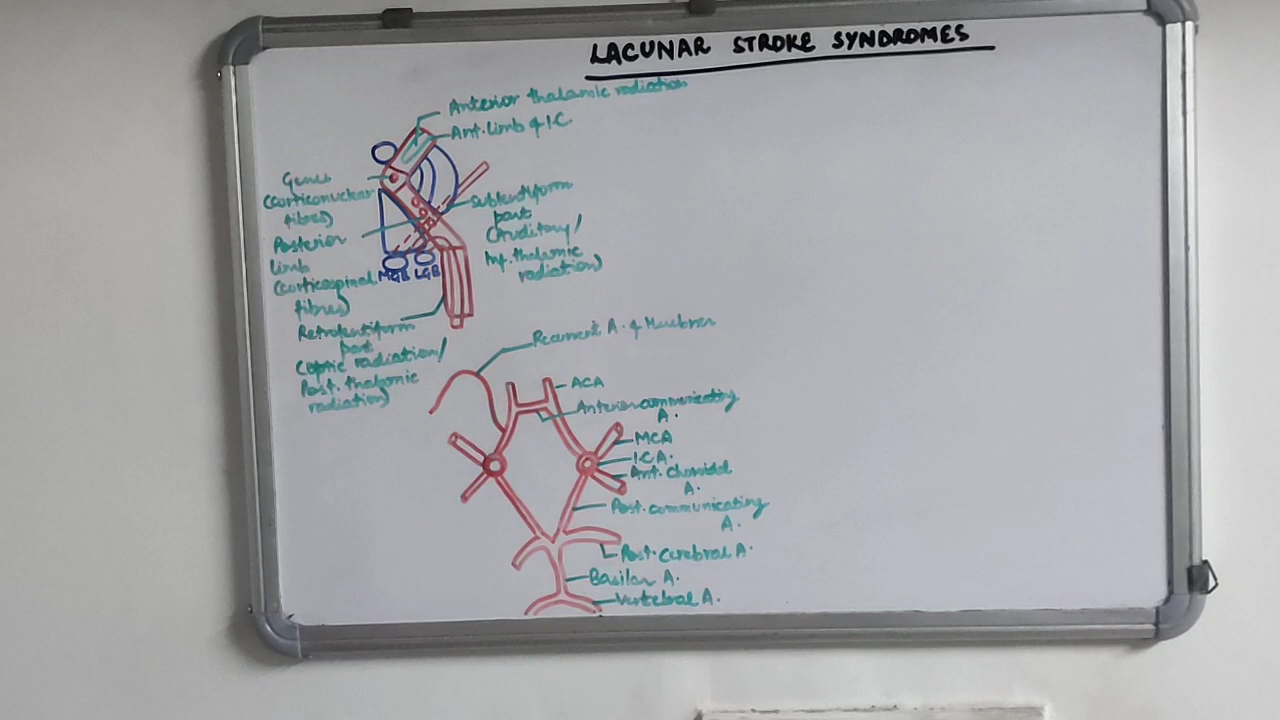 LACUNAR STROKE SYNDROMES
Anterior thalamic radiation
Ant. Limb of I.C.
Genu
(corticonuclear
fibres)
Posterior
limb
(corticospinal
fibres)
Retrolentiform
part
(optic radiation/
Post. thalamic
radiation)
Sublentiform
part
(Auditory/
Inf. thalamic
radiation)
MGB LGB
Recurrent A. of Heubner
ACA
Anterior communicating
A.
MCA
ICA.
Ant. choroidal
A.
Post. communicating
A.
Post. cerebral A.
Basilar A.
Vertebral A.